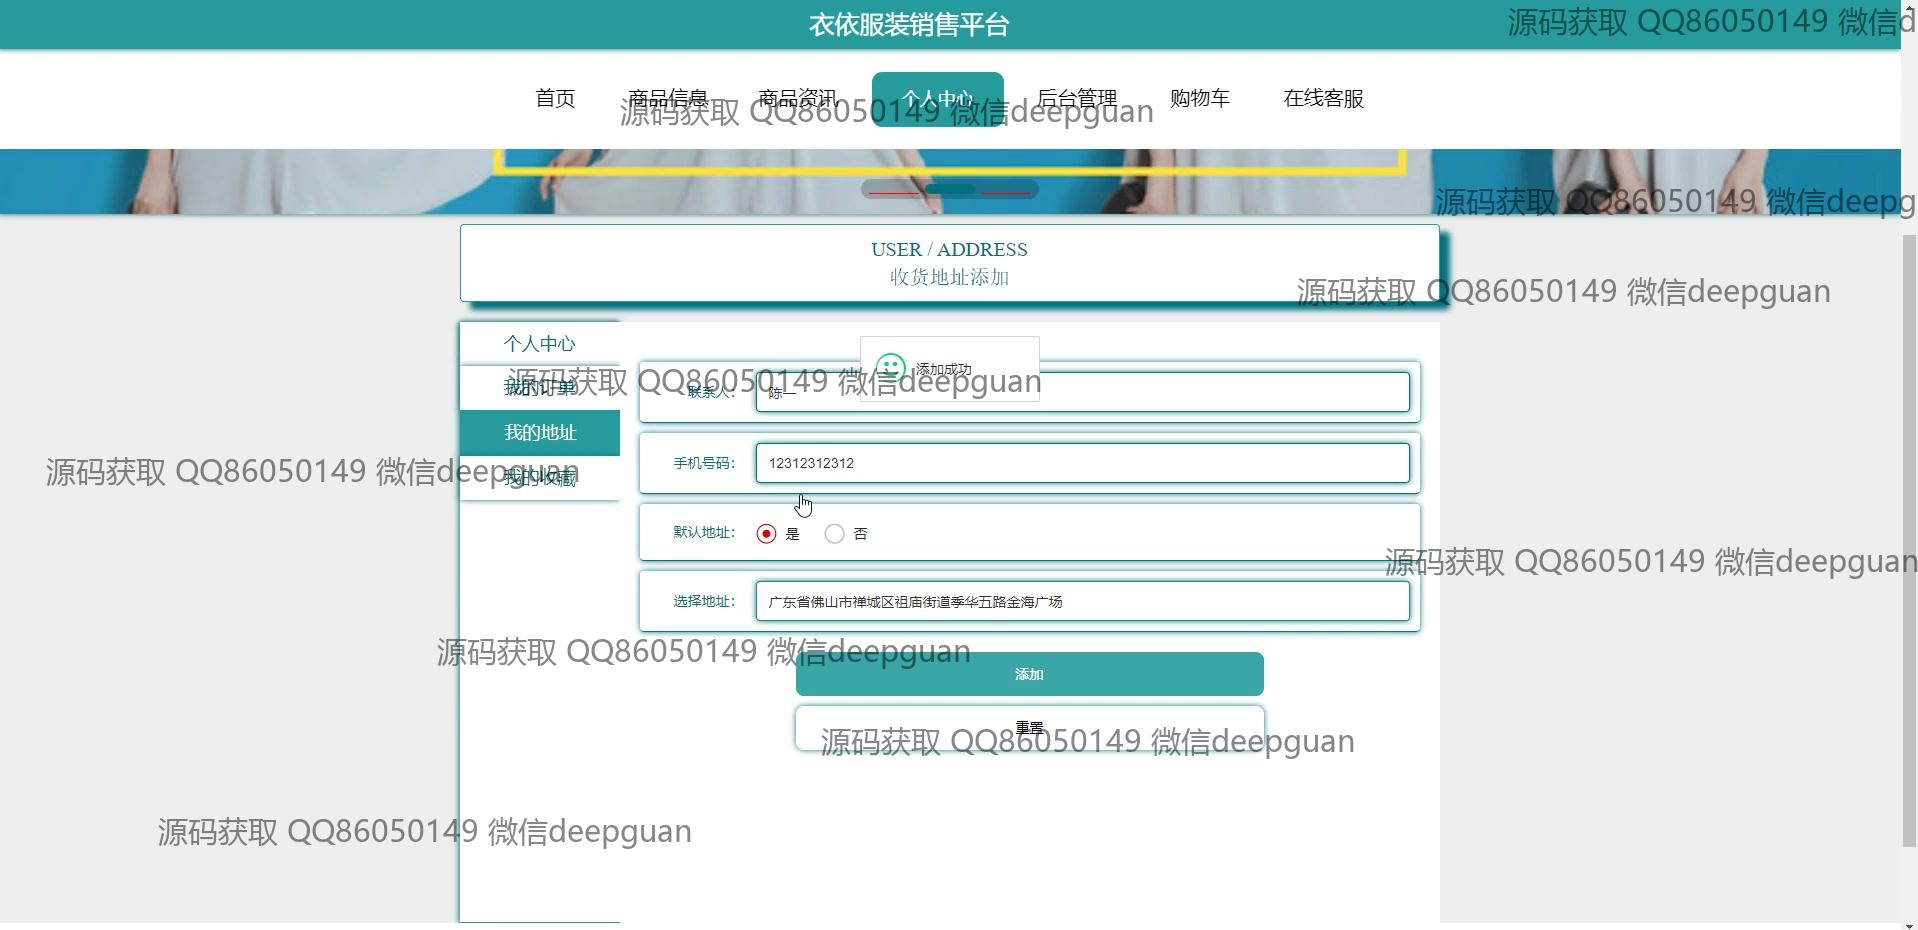 衣依服装销售平台
源码获取 QQ86050149 微信d
首页
商品信息
商品资讯
个人中心
后台管理
购物车
在线客服
源码获取 QQ86050149 微信deepguan
源码获取 QQ86050149 微信deepg
USER / ADDRESS
收货地址添加
源码获取 QQ86050149 微信deepguan
个人中心
我的订单
我的地址
我的收藏
添加成功
源码获取 QQ86050149 微信deepguan
联系人： 陈一
手机号码： 12312312312
源码获取 QQ86050149 微信deepguan
默认地址： 是 否
源码获取 QQ86050149 微信deepguan
选择地址： 广东省佛山市禅城区祖庙街道季华五路金海广场
源码获取 QQ86050149 微信deepguan
添加
重置
源码获取 QQ86050149 微信deepguan
源码获取 QQ86050149 微信deepguan